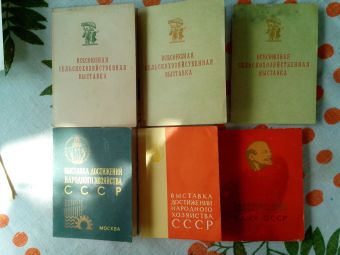 ВСЕСОЮЗНАЯ
СЕЛЬСКОХОЗЯЙСТВЕННАЯ
ВЫСТАВКА
ВСЕСОЮЗНАЯ
СЕЛЬСКОХОЗЯЙСТВЕННАЯ
ВЫСТАВКА
ВСЕСОЮЗНАЯ
СЕЛЬСКОХОЗЯЙСТВЕННАЯ
ВЫСТАВКА
ВЫСТАВКА ДОСТИЖЕНИЙ
НАРОДНОГО ХОЗЯЙСТВА
СССР
МОСКВА
ВЫСТАВКА
ДОСТИЖЕНИЙ
НАРОДНОГО
ХОЗЯЙСТВА
СССР
СССР